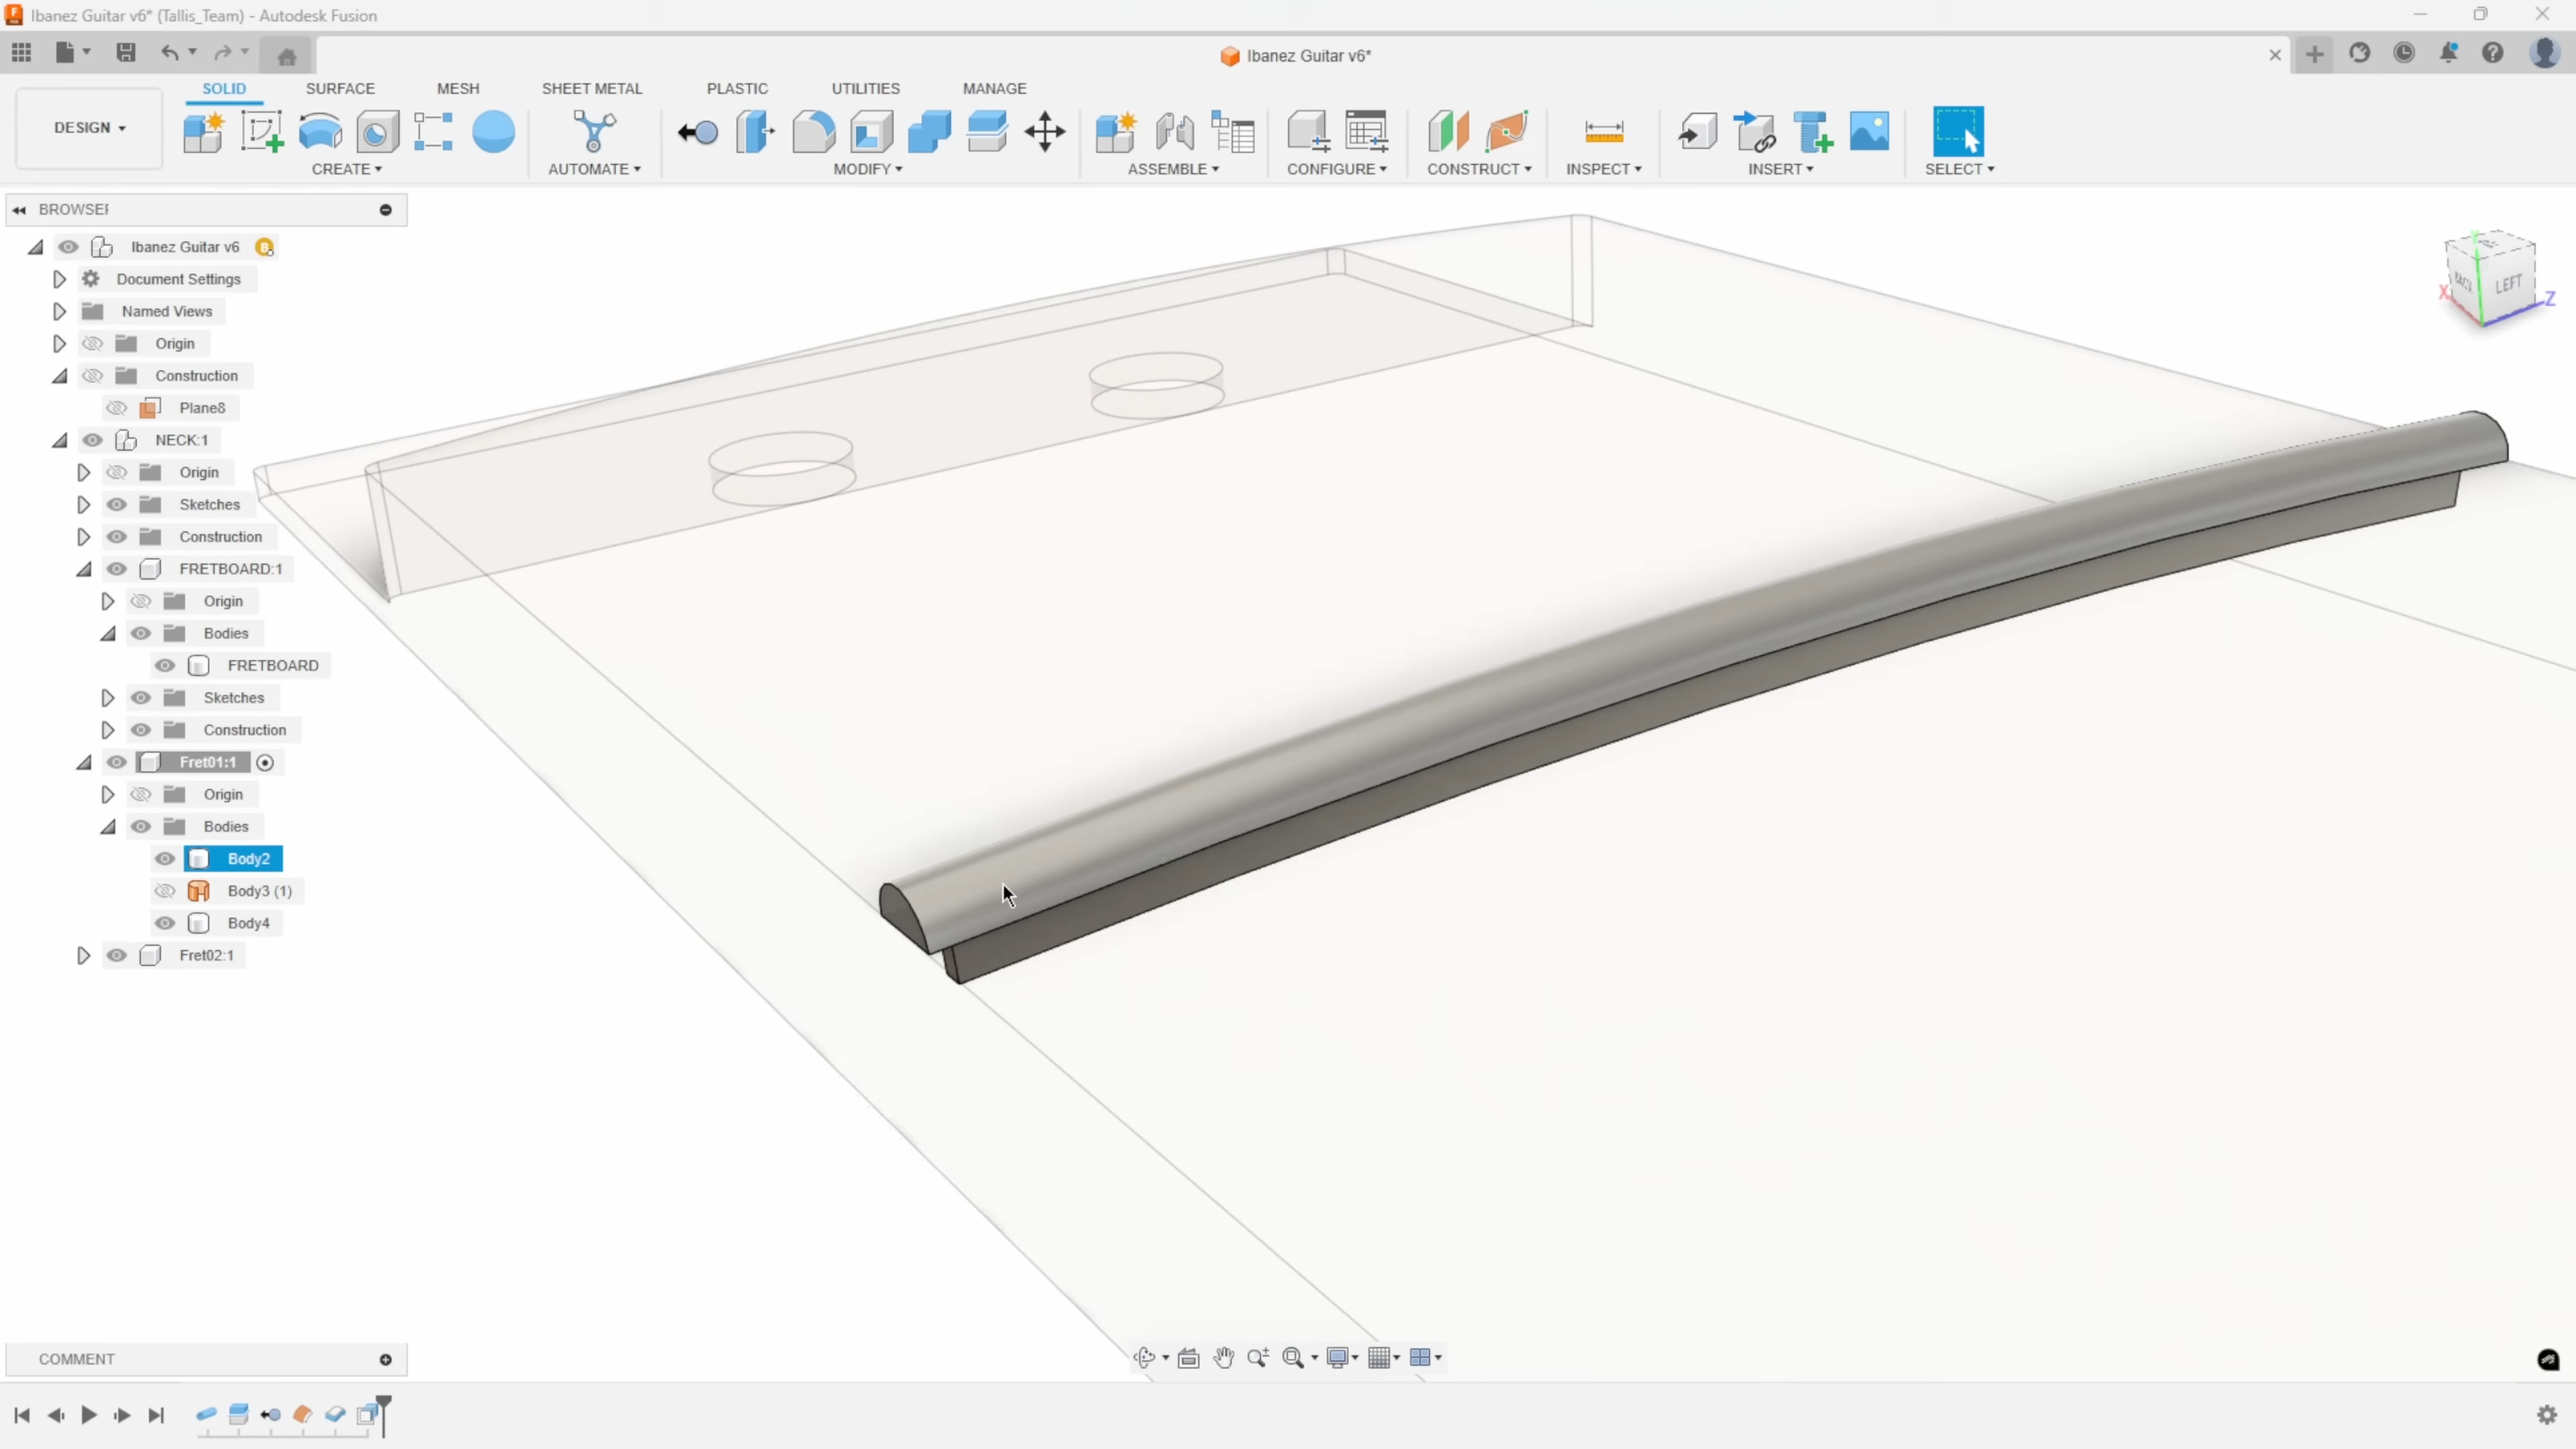 Ibanez Guitar v6* (Tallis_Team) - Autodesk Fusion
Ibanez Guitar v6*
DESIGN
SOLID SURFACE MESH SHEET METAL PLASTIC UTILITIES MANAGE
CREATE AUTOMATE MODIFY ASSEMBLE CONFIGURE CONSTRUCT INSPECT INSERT SELECT
BROWSER
Ibanez Guitar v6
Document Settings
Named Views
Origin
Construction
Plane8
NECK:1
Origin
Sketches
Construction
FRETBOARD:1
Origin
Bodies
FRETBOARD
Sketches
Construction
Fret01:1
Origin
Bodies
Body2
Body3 (1)
Body4
Fret02:1
Y
BACK LEFT
X Z
COMMENT